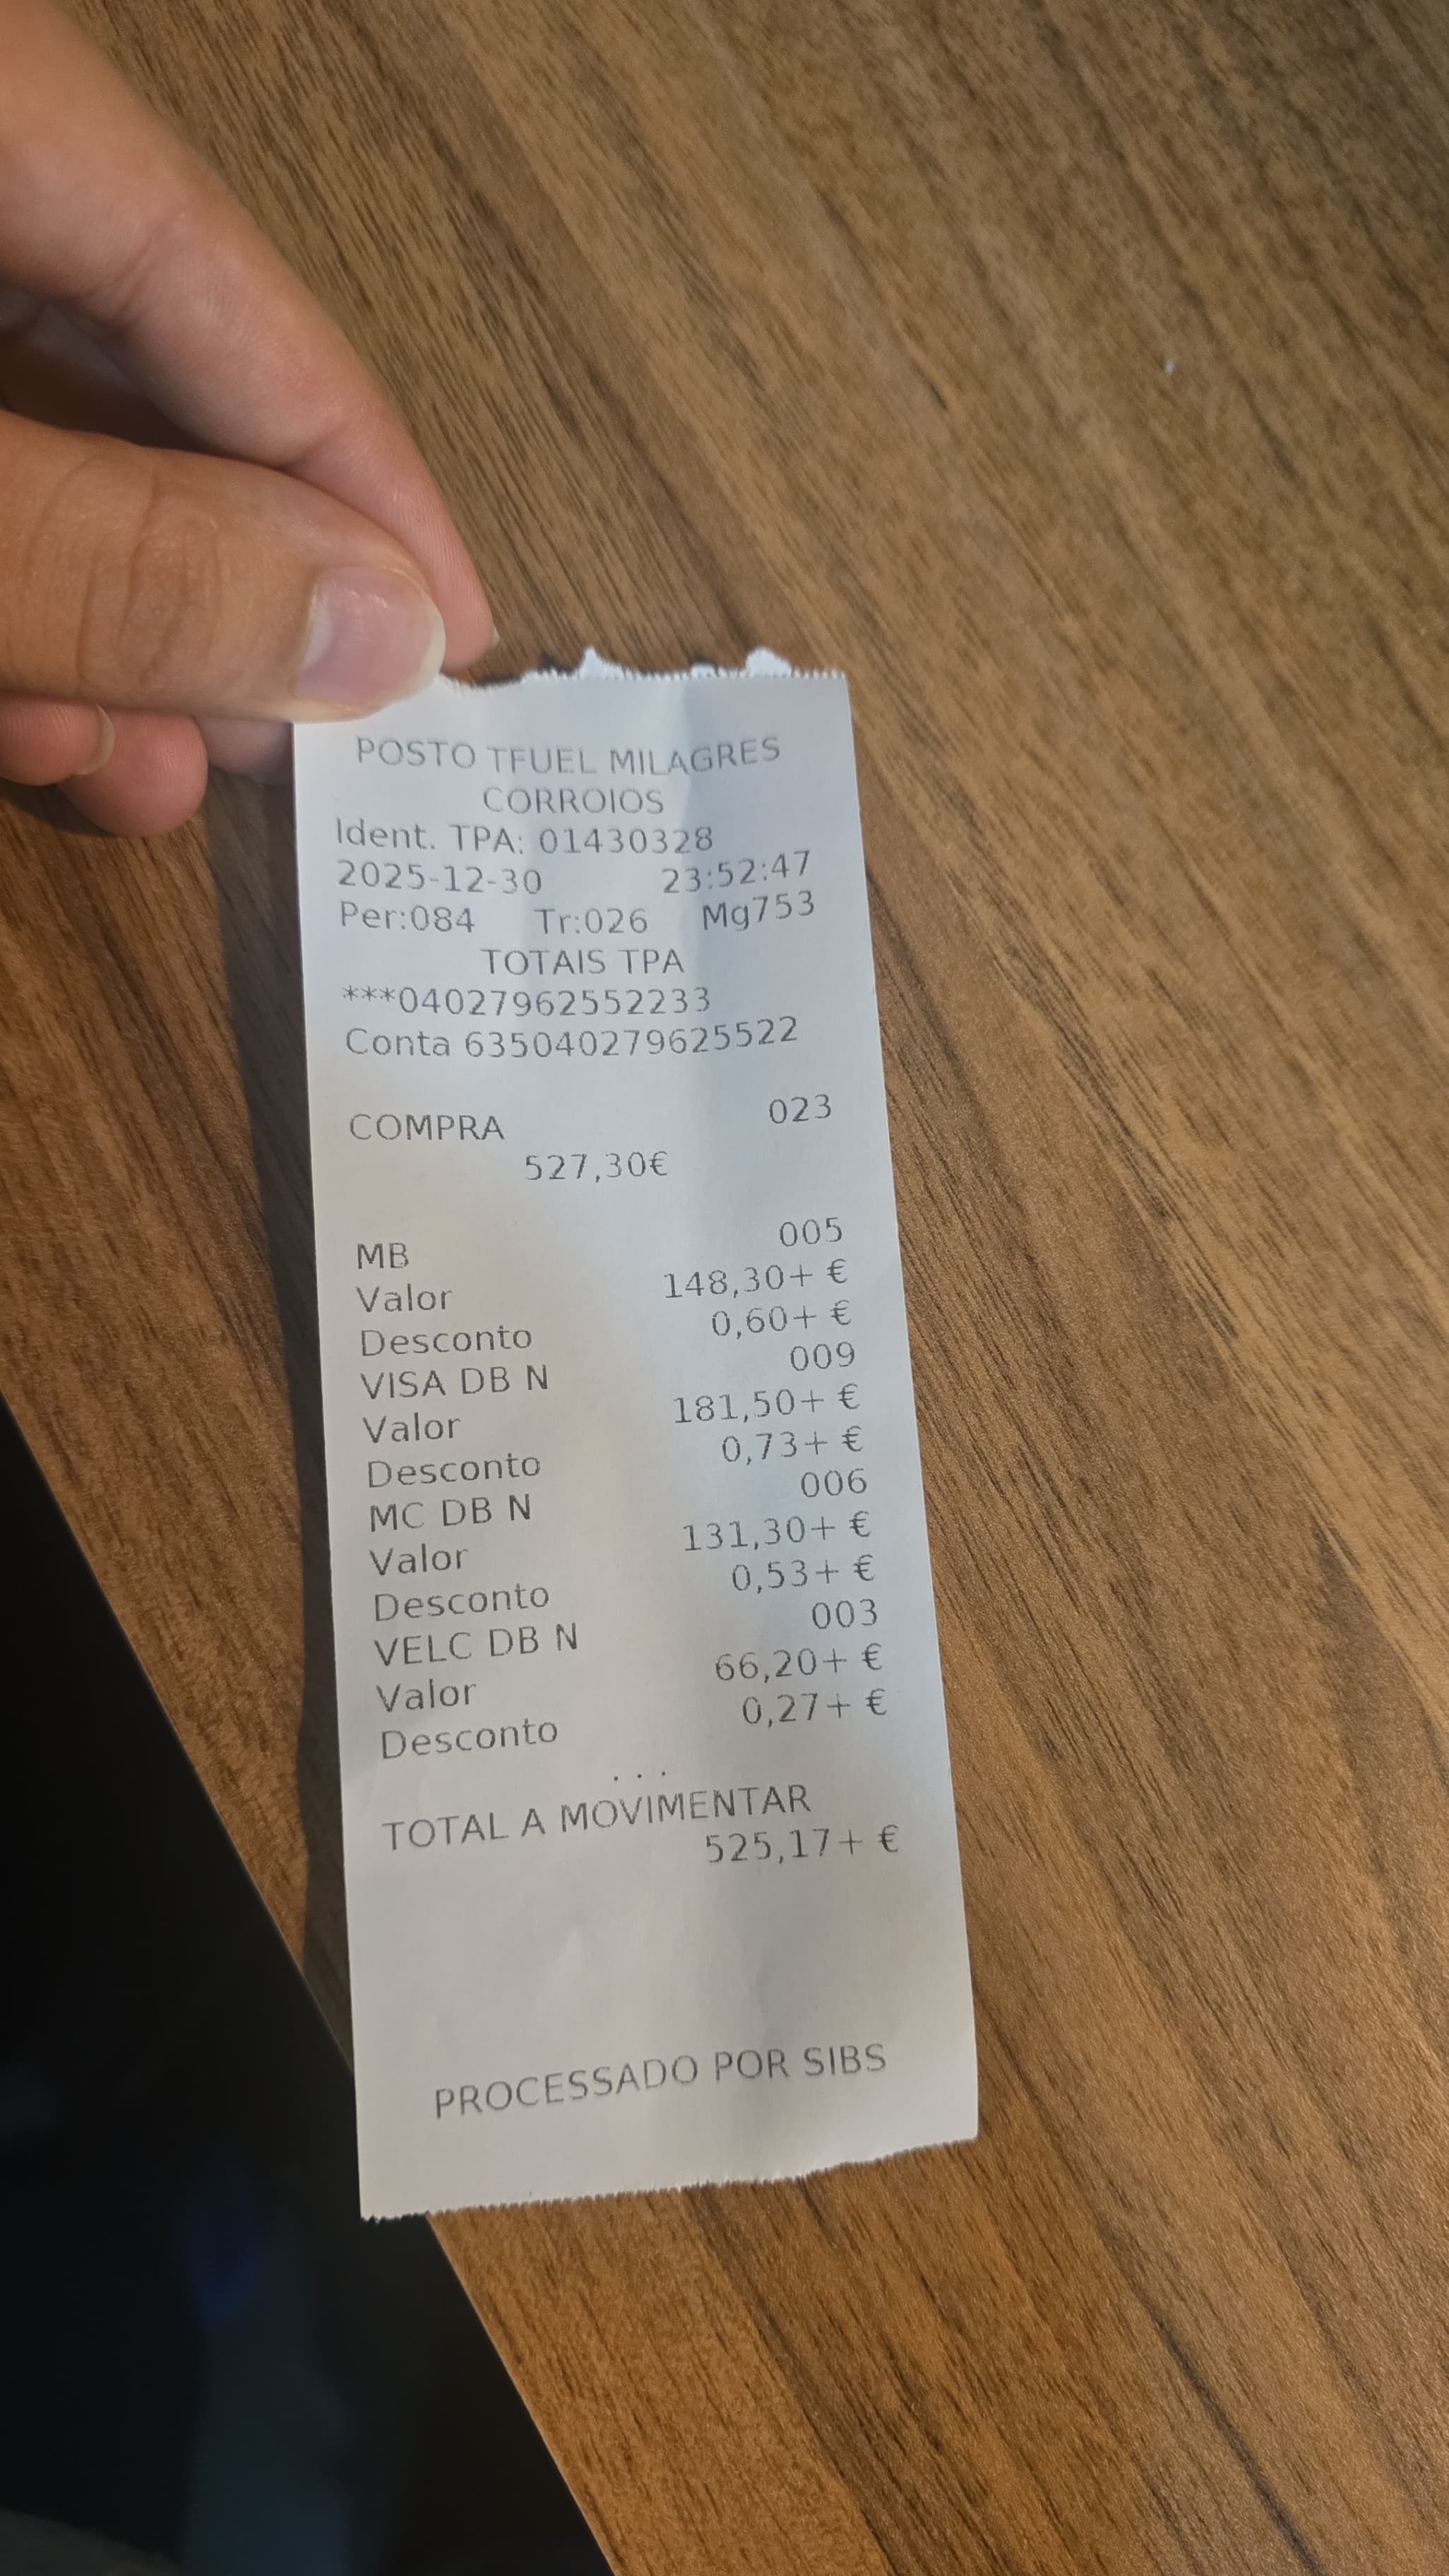 POSTO TFUEL MILAGRES
CORROIOS
Ident. TPA: 01430328
2025-12-30 23:52:47
Per:084 Tr:026 Mg753
TOTAIS TPA
***04027962552233
Conta 635040279625522
COMPRA 023
527,30€
MB 005
Valor 148,30+ €
Desconto 0,60+ €
VISA DB N 009
Valor 181,50+ €
Desconto 0,73+ €
MC DB N 006
Valor 131,30+ €
Desconto 0,53+ €
VELC DB N 003
Valor 66,20+ €
Desconto 0,27+ €
...
TOTAL A MOVIMENTAR
525,17+ €
PROCESSADO POR SIBS